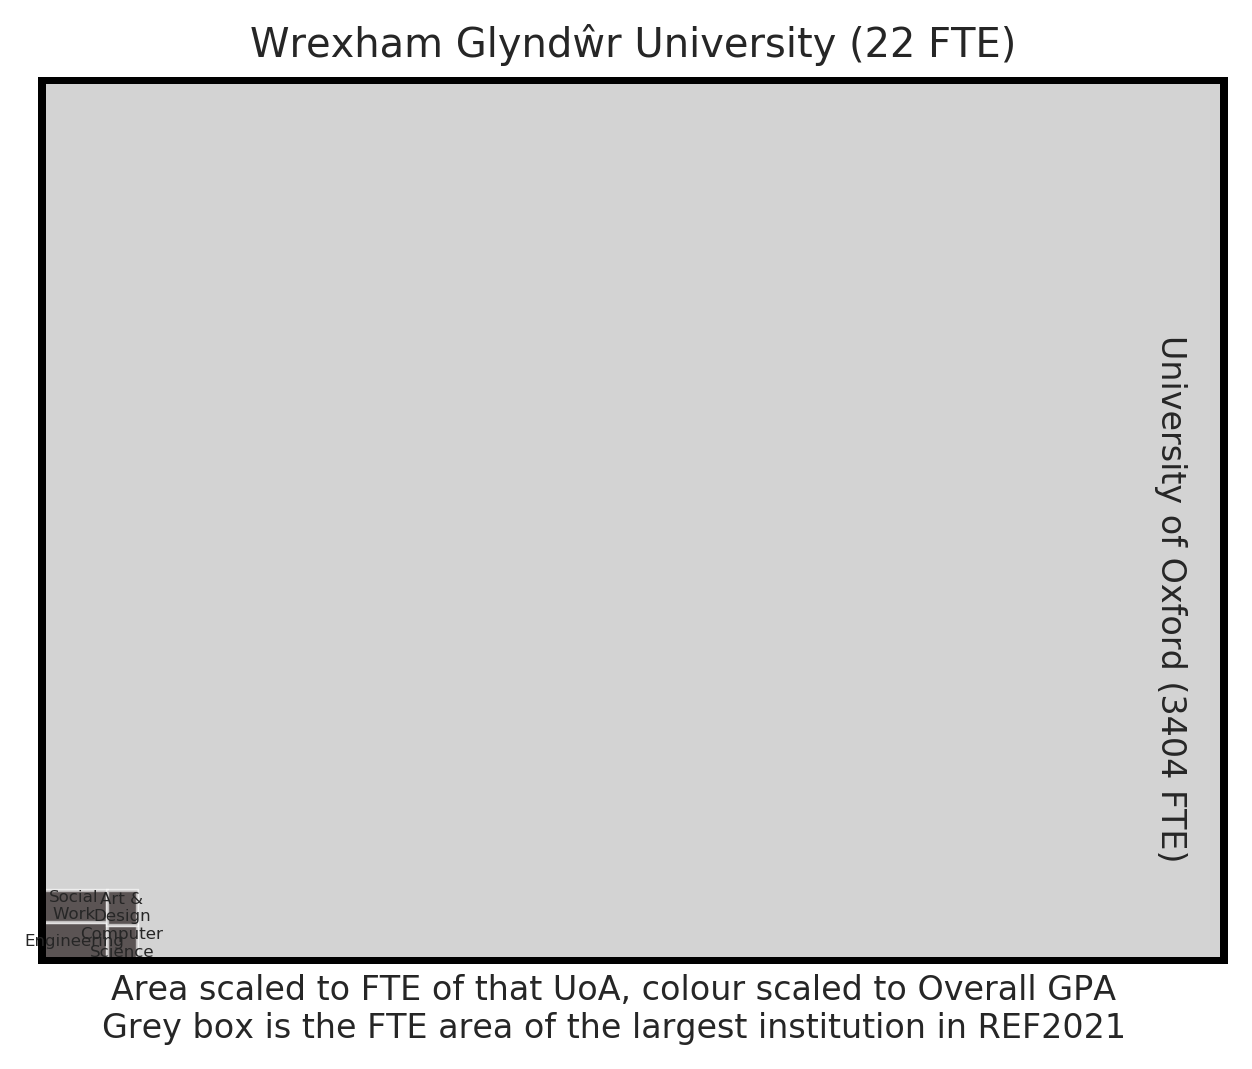 Wrexham Glyndŵr University (22 FTE)
University of Oxford (3404 FTE)
Social
Work
Art &
Design
Engineering
Computer
Science
Area scaled to FTE of that UoA, colour scaled to Overall GPA
Grey box is the FTE area of the largest institution in REF2021